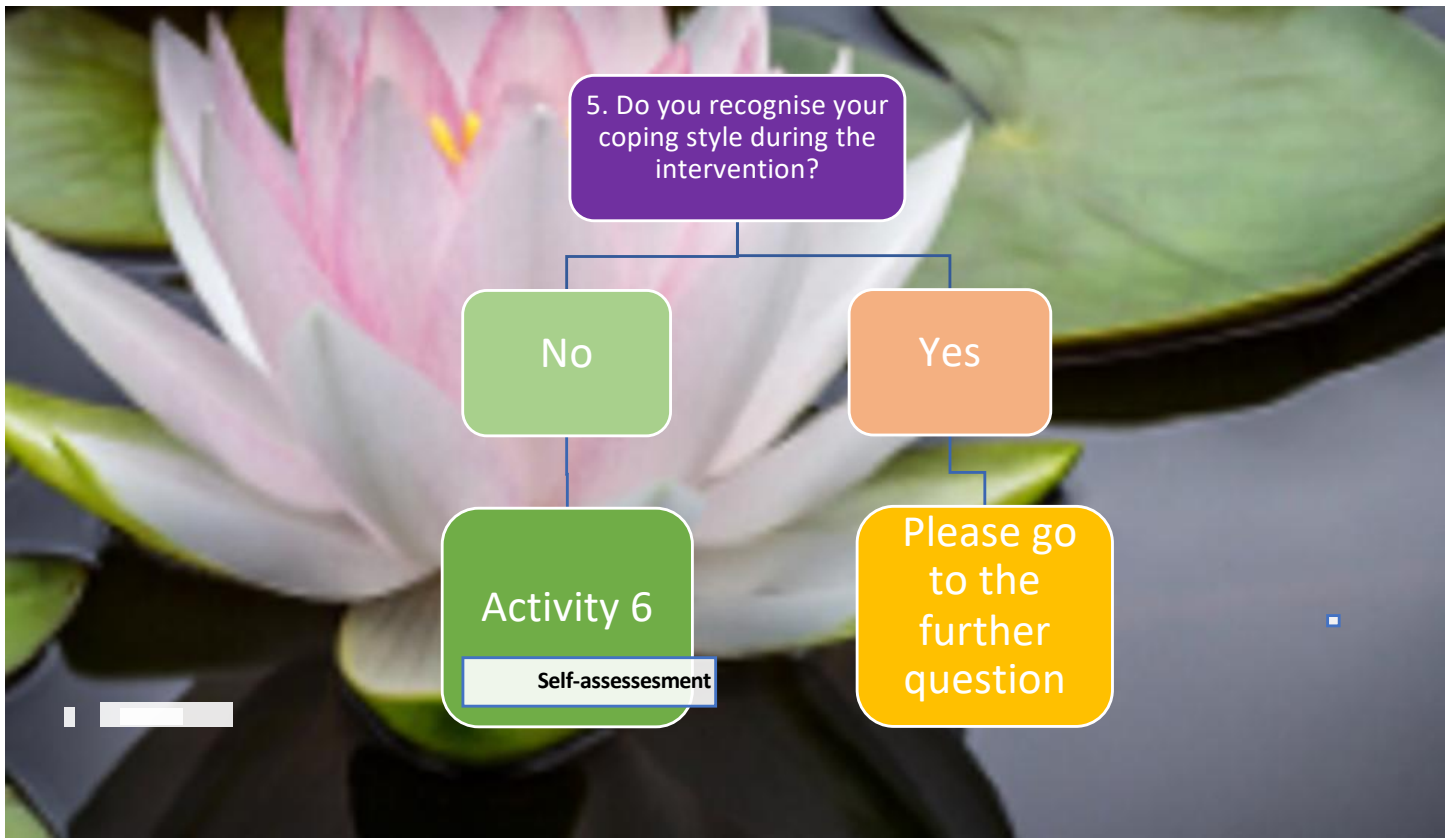 5. Do you recognise your
coping style during the
intervention?
No
Yes
Activity 6
Self-assessesment
Please go
to the
further
question